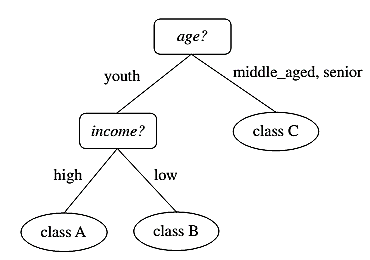 age?
youth
middle_aged, senior
income?
class C
high
low
class A
class B